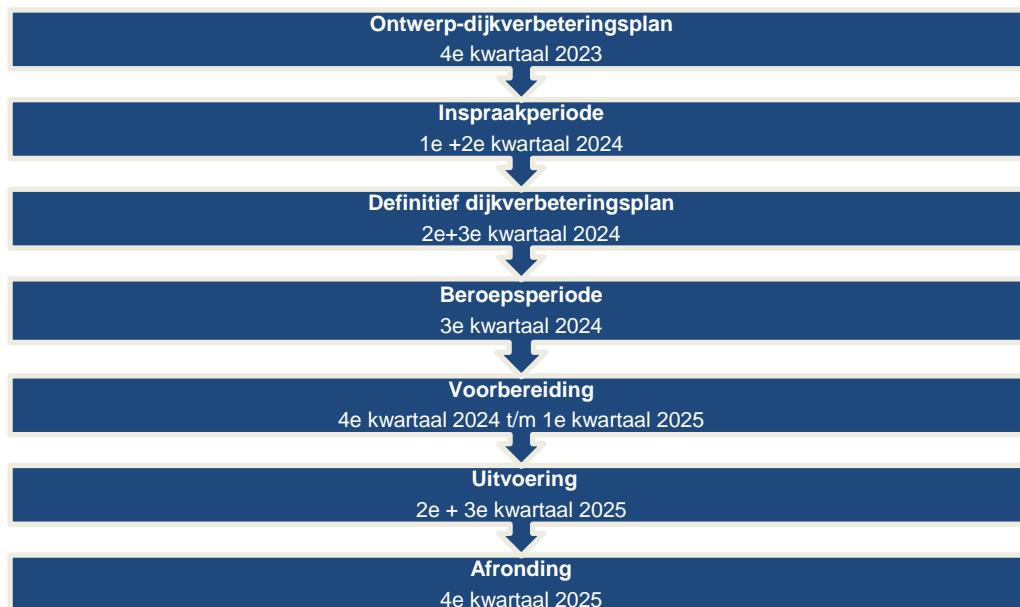 Ontwerp-dijkverbeteringsplan
4e kwartaal 2023
Inspraakperiode
1e +2e kwartaal 2024
Definitief dijkverbeteringsplan
2e+3e kwartaal 2024
Beroepsperiode
3e kwartaal 2024
Voorbereiding
4e kwartaal 2024 t/m 1e kwartaal 2025
Uitvoering
2e + 3e kwartaal 2025
Afronding
4e kwartaal 2025